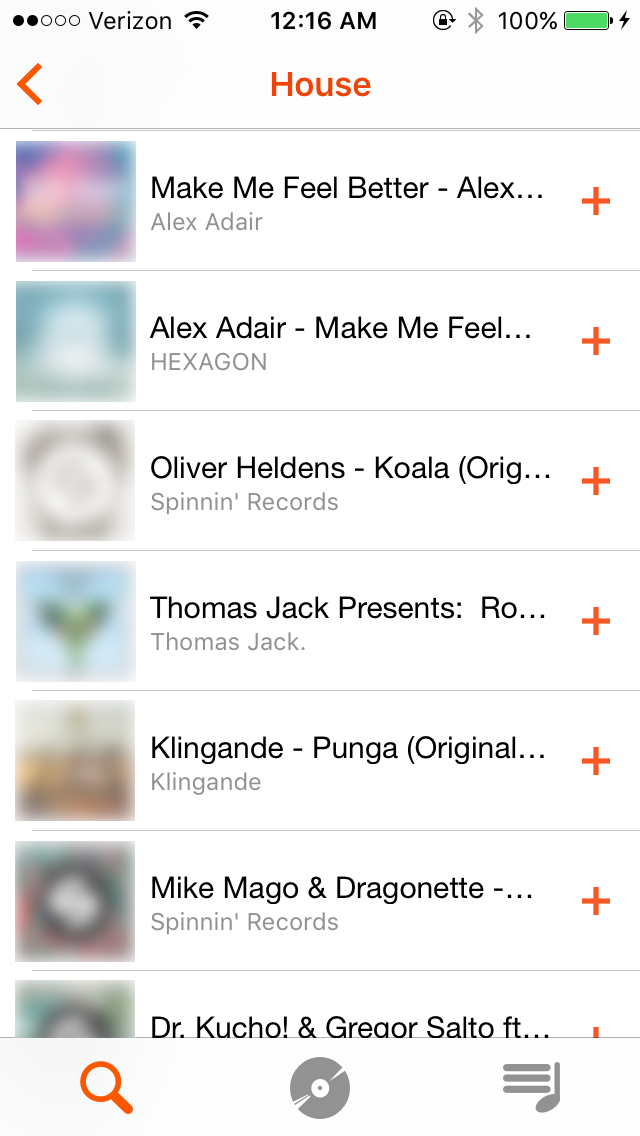 Verizon 12:16 AM 100%
House
Make Me Feel Better - Alex...
Alex Adair
Alex Adair - Make Me Feel...
HEXAGON
Oliver Heldens - Koala (Orig...
Spinnin' Records
Thomas Jack Presents:  Ro...
Thomas Jack.
Klingande - Punga (Original...
Klingande
Mike Mago & Dragonette -...
Spinnin' Records
Dr. Kucho! & Gregor Salto ft...